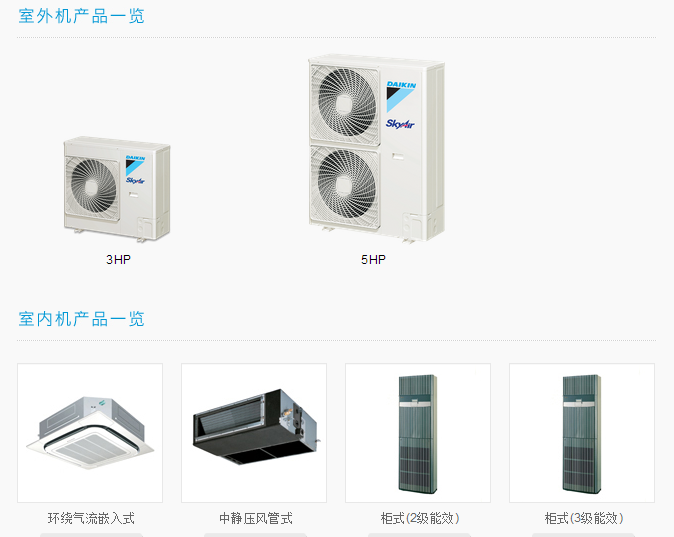 室外机产品一览
DAIKIN
SkyAir
DAIKIN
SkyAir
3HP
5HP
室内机产品一览
环绕气流嵌入式
中静压风管式
柜式(2级能效)
柜式(3级能效)